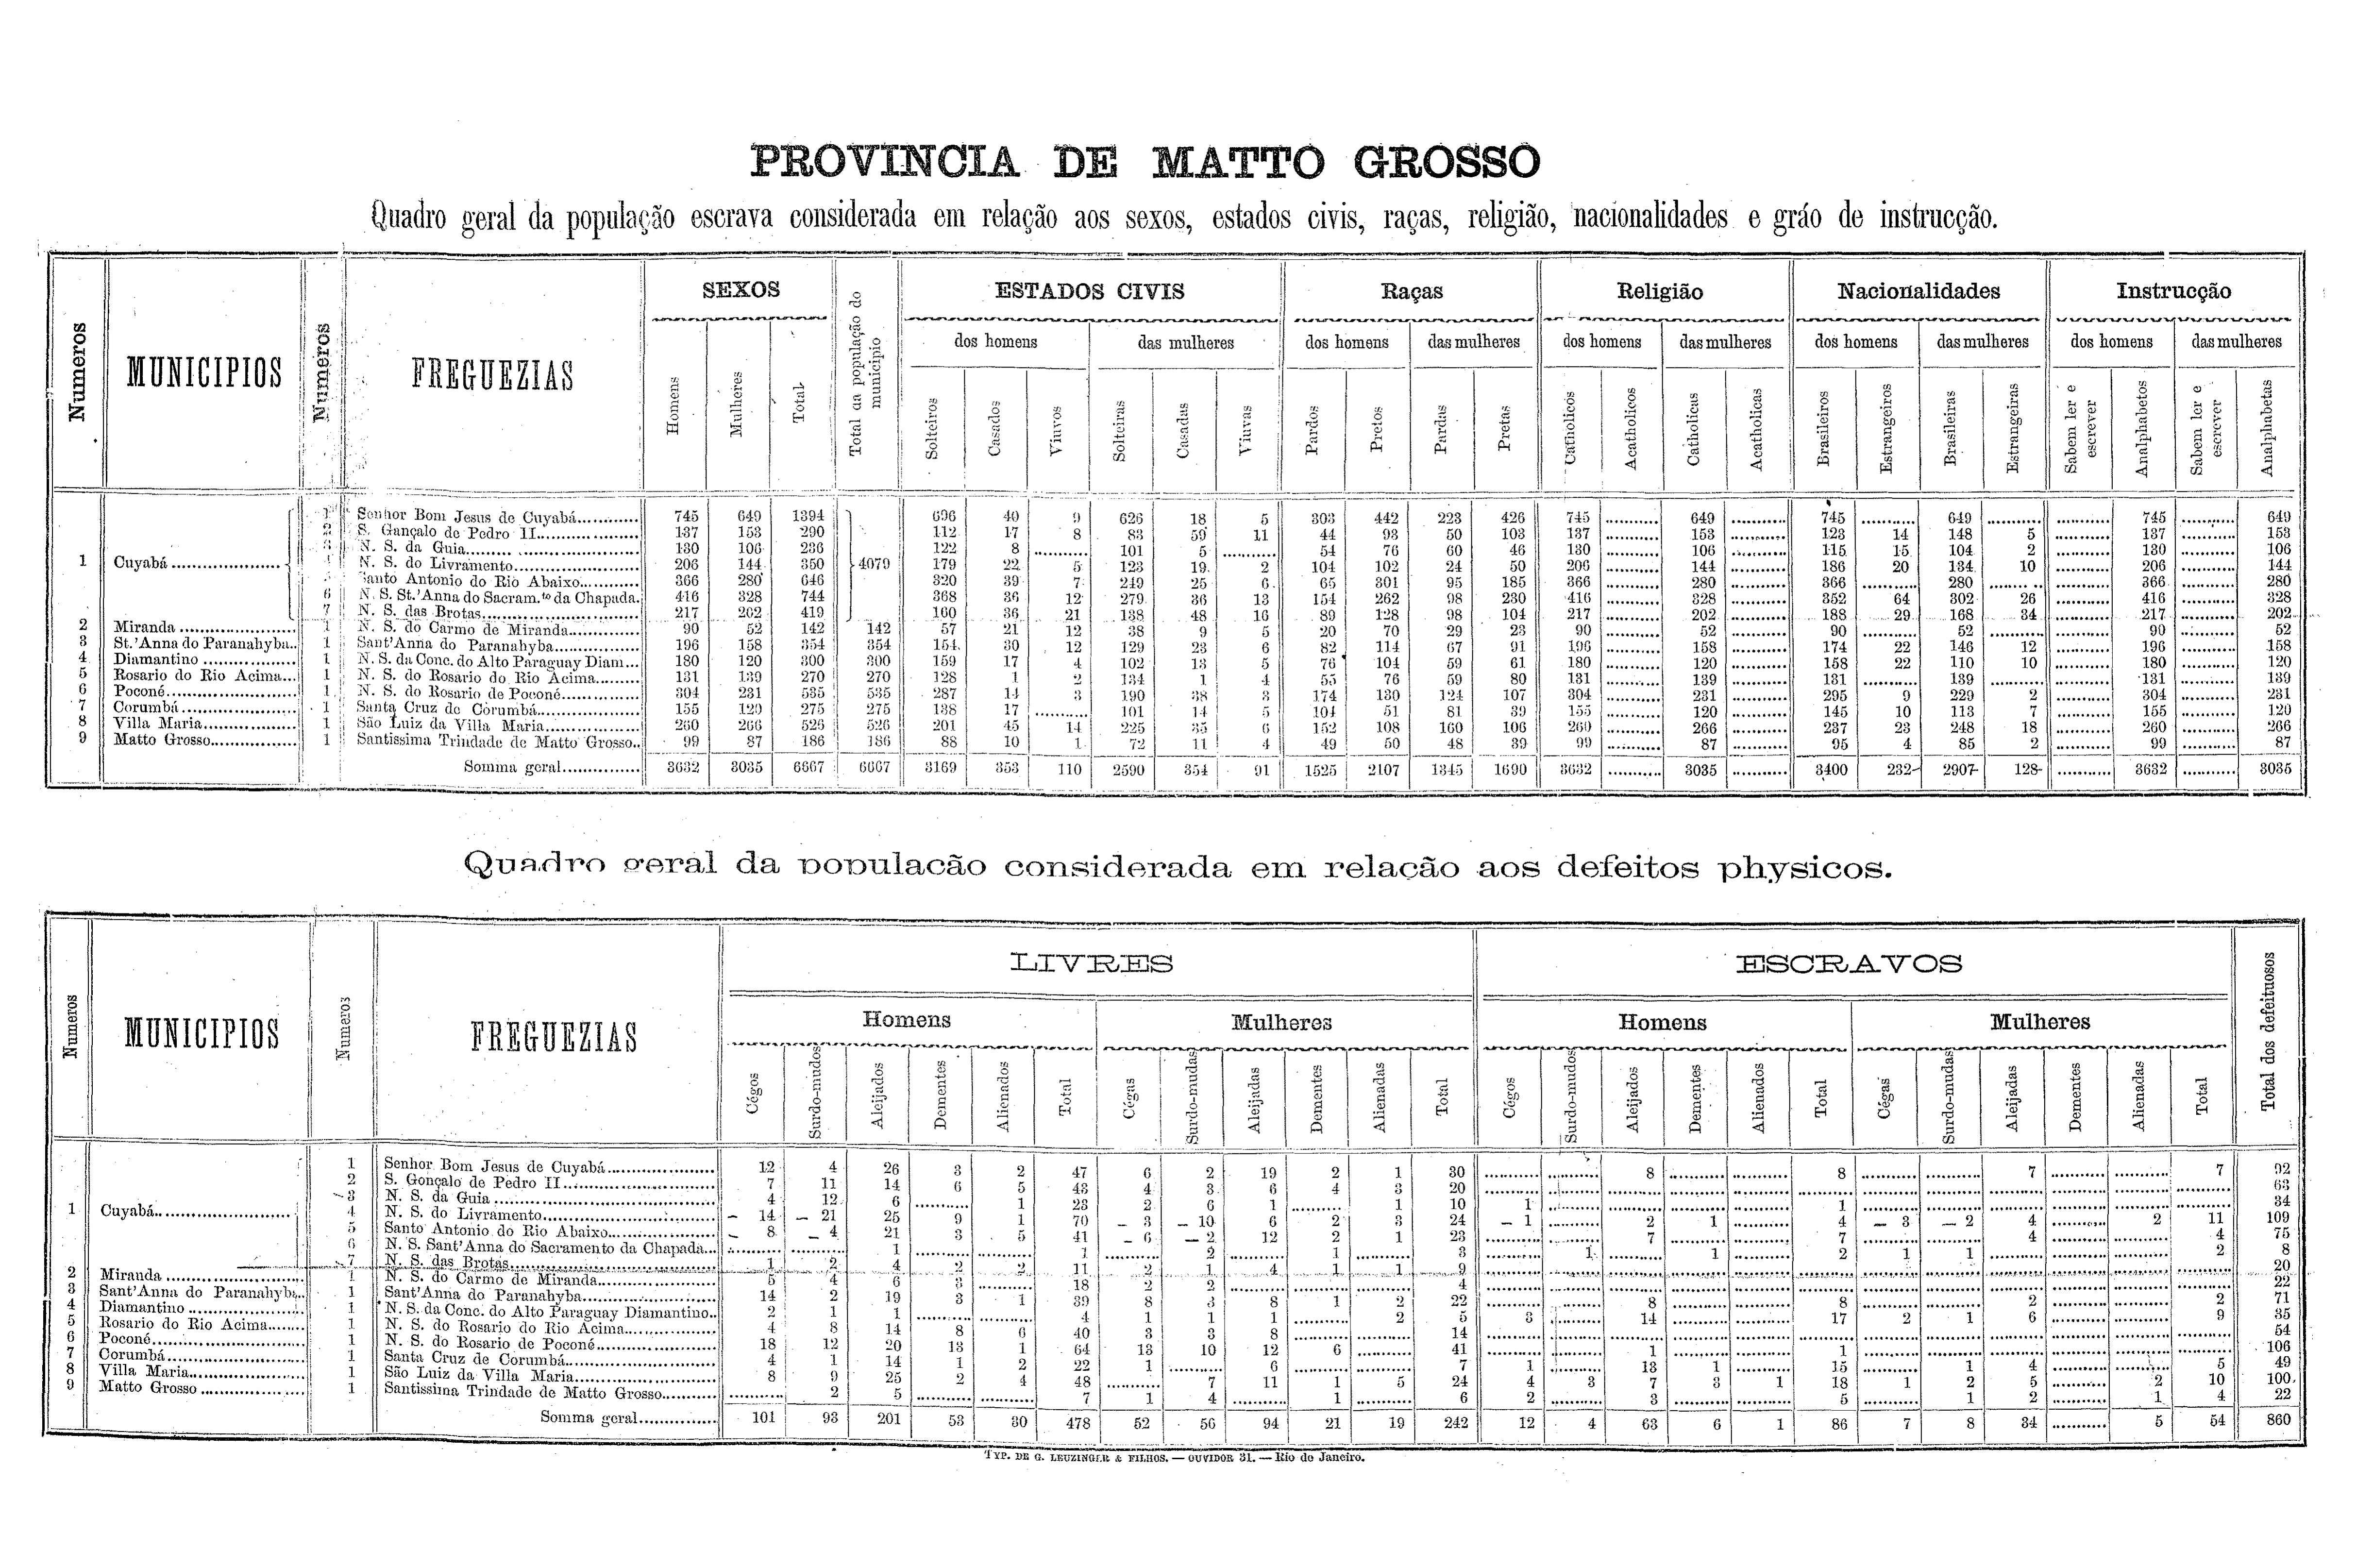 PROVINCIA DE MATTO GROSSO
Quadro geral da população escrava considerada em relação aos sexos, estados civis, raças, religião, nacionalidades e gráo de instrucção.
Numeros MUNICIPIOS Numeros FREGUEZIAS SEXOS Total da população do municipio ESTADOS CIVIS Raças Religião Nacionalidades Instrucção
dos homens das mulheres dos homens das mulheres dos homens das mulheres dos homens das mulheres dos homens das mulheres
Homens Mulheres Total Solteiros Casados Viuvos Solteiras Casadas Viuvas Pardos Pretos Pardas Pretas Catholicos Acatholicos Catholicas Acatholicas Brasileiros Estrangeiros Brasileiras Estrangeiras Sabem ler e escrever Analphabetos Sabem ler e escrever Analphabetas
1 Senhor Bom Jesus de Cuyabá 745 649 1394 696 40 9 626 18 5 303 442 223 426 745 ... 649 ... 745 ... 649 ... ... 745 ... 649
2 S. Gançalo de Pedro II 137 153 290 112 17 8 83 59 11 44 93 50 103 137 ... 153 ... 123 14 148 5 ... 137 ... 153
3 N. S. da Guia 130 106 236 122 8 ... 101 5 ... 54 76 60 46 130 ... 106 ... 115 15 104 2 ... 130 ... 106
1 Cuyabá N. S. do Livramento 206 144 350 4079 179 22 5 123 19 2 104 102 24 50 206 ... 144 ... 186 20 134 10 ... 206 ... 144
Santo Antonio do Rio Abaixo 366 280 646 320 39 7 249 25 6 65 301 95 185 366 ... 280 ... 366 ... 280 ... ... 366 ... 280
6 N. S. St.'Anna do Sacram.to da Chapada. 416 328 744 368 36 12 279 36 13 154 262 98 230 416 ... 328 ... 352 64 302 26 ... 416 ... 328
7 N. S. das Brotas 217 202 419 160 36 21 138 48 16 89 128 98 104 217 ... 202 ... 188 29 168 34 ... 217 ... 202
2 Miranda 1 N. S. do Carmo de Miranda 90 52 142 142 57 21 12 38 9 5 20 70 29 23 90 ... 52 ... 90 ... 52 ... ... 90 ... 52
3 St.'Anna do Paranahyba 1 Sant'Anna do Paranahyba 196 158 354 354 154 30 12 129 23 6 82 114 67 91 196 ... 158 ... 174 22 146 12 ... 196 ... 158
4 Diamantino 1 N. S. da Conc. do Alto Paraguay Diam 180 120 300 300 159 17 4 102 13 5 76 104 59 61 180 ... 120 ... 158 22 110 10 ... 180 ... 120
5 Rosario do Rio Acima 1 N. S. do Rosario do Rio Acima 131 139 270 270 128 1 2 134 1 4 55 76 59 80 131 ... 139 ... 131 ... 139 ... ... 131 ... 139
6 Poconé 1 N. S. do Rosario de Poconé 304 231 535 535 287 14 3 190 38 3 174 130 124 107 304 ... 231 ... 295 9 229 2 ... 304 ... 231
7 Corumbá 1 Santa Cruz de Corumbá 155 120 275 275 138 17 ... 101 14 5 104 51 81 39 155 ... 120 ... 145 10 113 7 ... 155 ... 120
8 Villa Maria 1 São Luiz da Villa Maria 260 266 526 526 201 45 14 225 35 6 152 108 160 106 260 ... 266 ... 237 23 248 18 ... 260 ... 266
9 Matto Grosso 1 Santissima Trindade de Matto Grosso 99 87 186 186 88 10 1 72 11 4 49 50 48 39 99 ... 87 ... 95 4 85 2 ... 99 ... 87
Somma geral 3632 3035 6667 6667 3169 353 110 2590 354 91 1525 2107 1345 1690 3632 ... 3035 ... 3400 232 2907 128 ... 3632 ... 3035
Quadro geral da população considerada em relação aos defeitos physicos.
Numeros MUNICIPIOS Numeros FREGUEZIAS LIVRES ESCRAVOS Total dos defeituosos
Homens Mulheres Homens Mulheres
Cégos Surdo-mudos Aleijados Dementes Alienados Total Cégas Surdo-mudas Aleijadas Dementes Alienadas Total Cégos Surdo-mudos Aleijados Dementes Alienados Total Cégas Surdo-mudas Aleijadas Dementes Alienadas Total
1 Senhor Bom Jesus de Cuyabá 12 4 26 3 2 47 6 2 19 2 1 30 ... ... 8 ... ... 8 ... ... 7 ... ... 7 92
2 S. Gonçalo de Pedro II 7 11 14 6 5 43 4 3 6 4 3 20 ... ... ... ... ... ... ... ... ... ... ... ... 63
3 N. S. da Guia 4 12 6 ... 1 23 2 6 1 ... 1 10 1 ... ... ... ... 1 ... ... ... ... ... ... 34
1 Cuyabá 4 N. S. do Livramento 14 21 25 9 1 70 3 10 6 2 3 24 1 ... 2 1 ... 4 3 2 4 ... 2 11 109
5 Santo Antonio do Rio Abaixo 8 4 21 3 5 41 6 2 12 2 1 23 ... ... 7 ... ... 7 ... ... 4 ... ... 4 75
6 N. S. Sant'Anna do Sacramento da Chapada ... ... 1 ... ... 1 ... 2 ... 1 ... 3 ... 1 ... 1 ... 2 1 1 ... ... ... 2 8
7 N. S. das Brotas 1 2 4 2 2 11 2 1 4 1 1 9 ... ... ... ... ... ... ... ... ... ... ... ... 20
2 Miranda 1 N. S. do Carmo de Miranda 5 4 6 3 ... 18 2 2 ... ... ... 4 ... ... ... ... ... ... ... ... ... ... ... ... 22
3 Sant'Anna do Paranahyba 1 Sant'Anna do Paranahyba 14 2 19 3 1 39 8 3 8 1 2 22 ... ... 8 ... ... 8 ... ... 2 ... ... 2 71
4 Diamantino 1 N. S. da Conc. do Alto Paraguay Diamantino 2 1 1 ... ... 4 1 1 1 ... 2 5 3 ... 14 ... ... 17 2 1 6 ... ... 9 35
5 Rosario do Rio Acima 1 N. S. do Rosario do Rio Acima 4 8 14 8 6 40 3 3 8 ... ... 14 ... ... ... ... ... ... ... ... ... ... ... ... 54
6 Poconé 1 N. S. do Rosario de Poconé 18 12 20 13 1 64 13 10 12 6 ... 41 ... ... 1 ... ... 1 ... ... ... ... ... ... 106
7 Corumbá 1 Santa Cruz de Corumbá 4 1 14 1 2 22 1 ... 6 ... ... 7 1 ... 13 1 ... 15 ... 1 4 ... ... 5 49
8 Villa Maria 1 São Luiz da Villa Maria 8 9 25 2 4 48 ... 7 11 1 5 24 4 3 7 3 1 18 1 2 5 ... 2 10 100
9 Matto Grosso 1 Santissima Trindade de Matto Grosso ... 2 5 ... ... 7 1 4 ... 1 ... 6 2 ... 3 ... ... 5 ... 1 2 ... 1 4 22
Somma geral 101 93 201 53 30 478 52 56 94 21 19 242 12 4 63 6 1 86 7 8 34 ... 5 54 860
TYP. DE G. LEUZINGER & FILHOS. — OUVIDOR 31. — Rio de Janeiro.